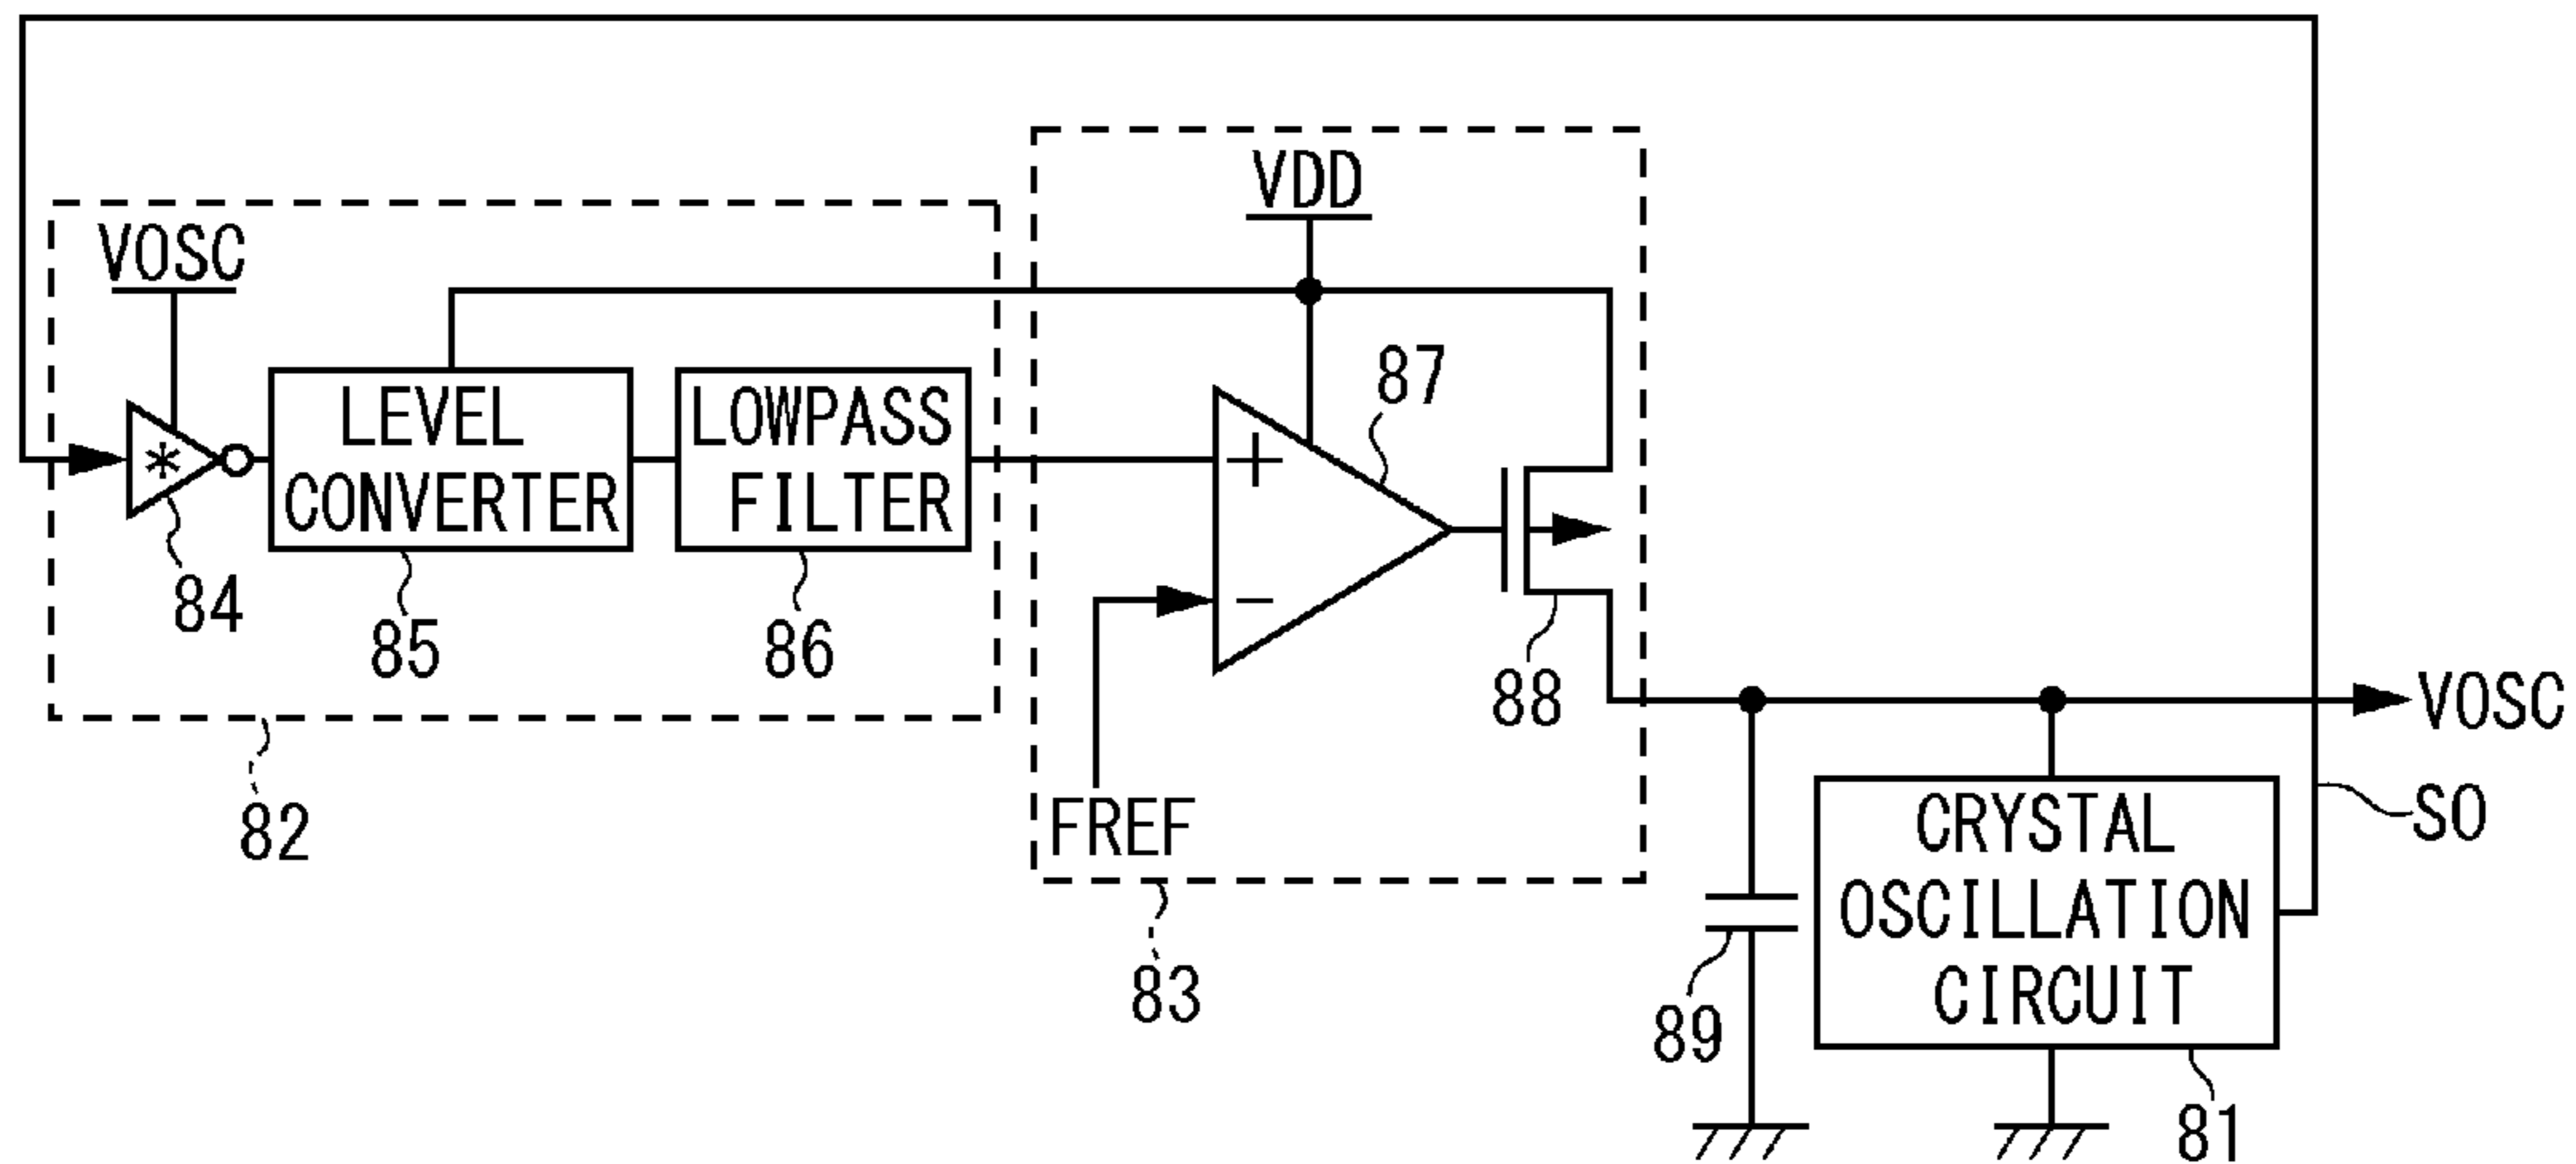 VDD
VOSC
87
LEVEL
CONVERTER
LOWPASS
FILTER
*
+
−
84
85
86
88
VOSC
82
FREF
83
CRYSTAL
OSCILLATION
CIRCUIT
SO
89
81